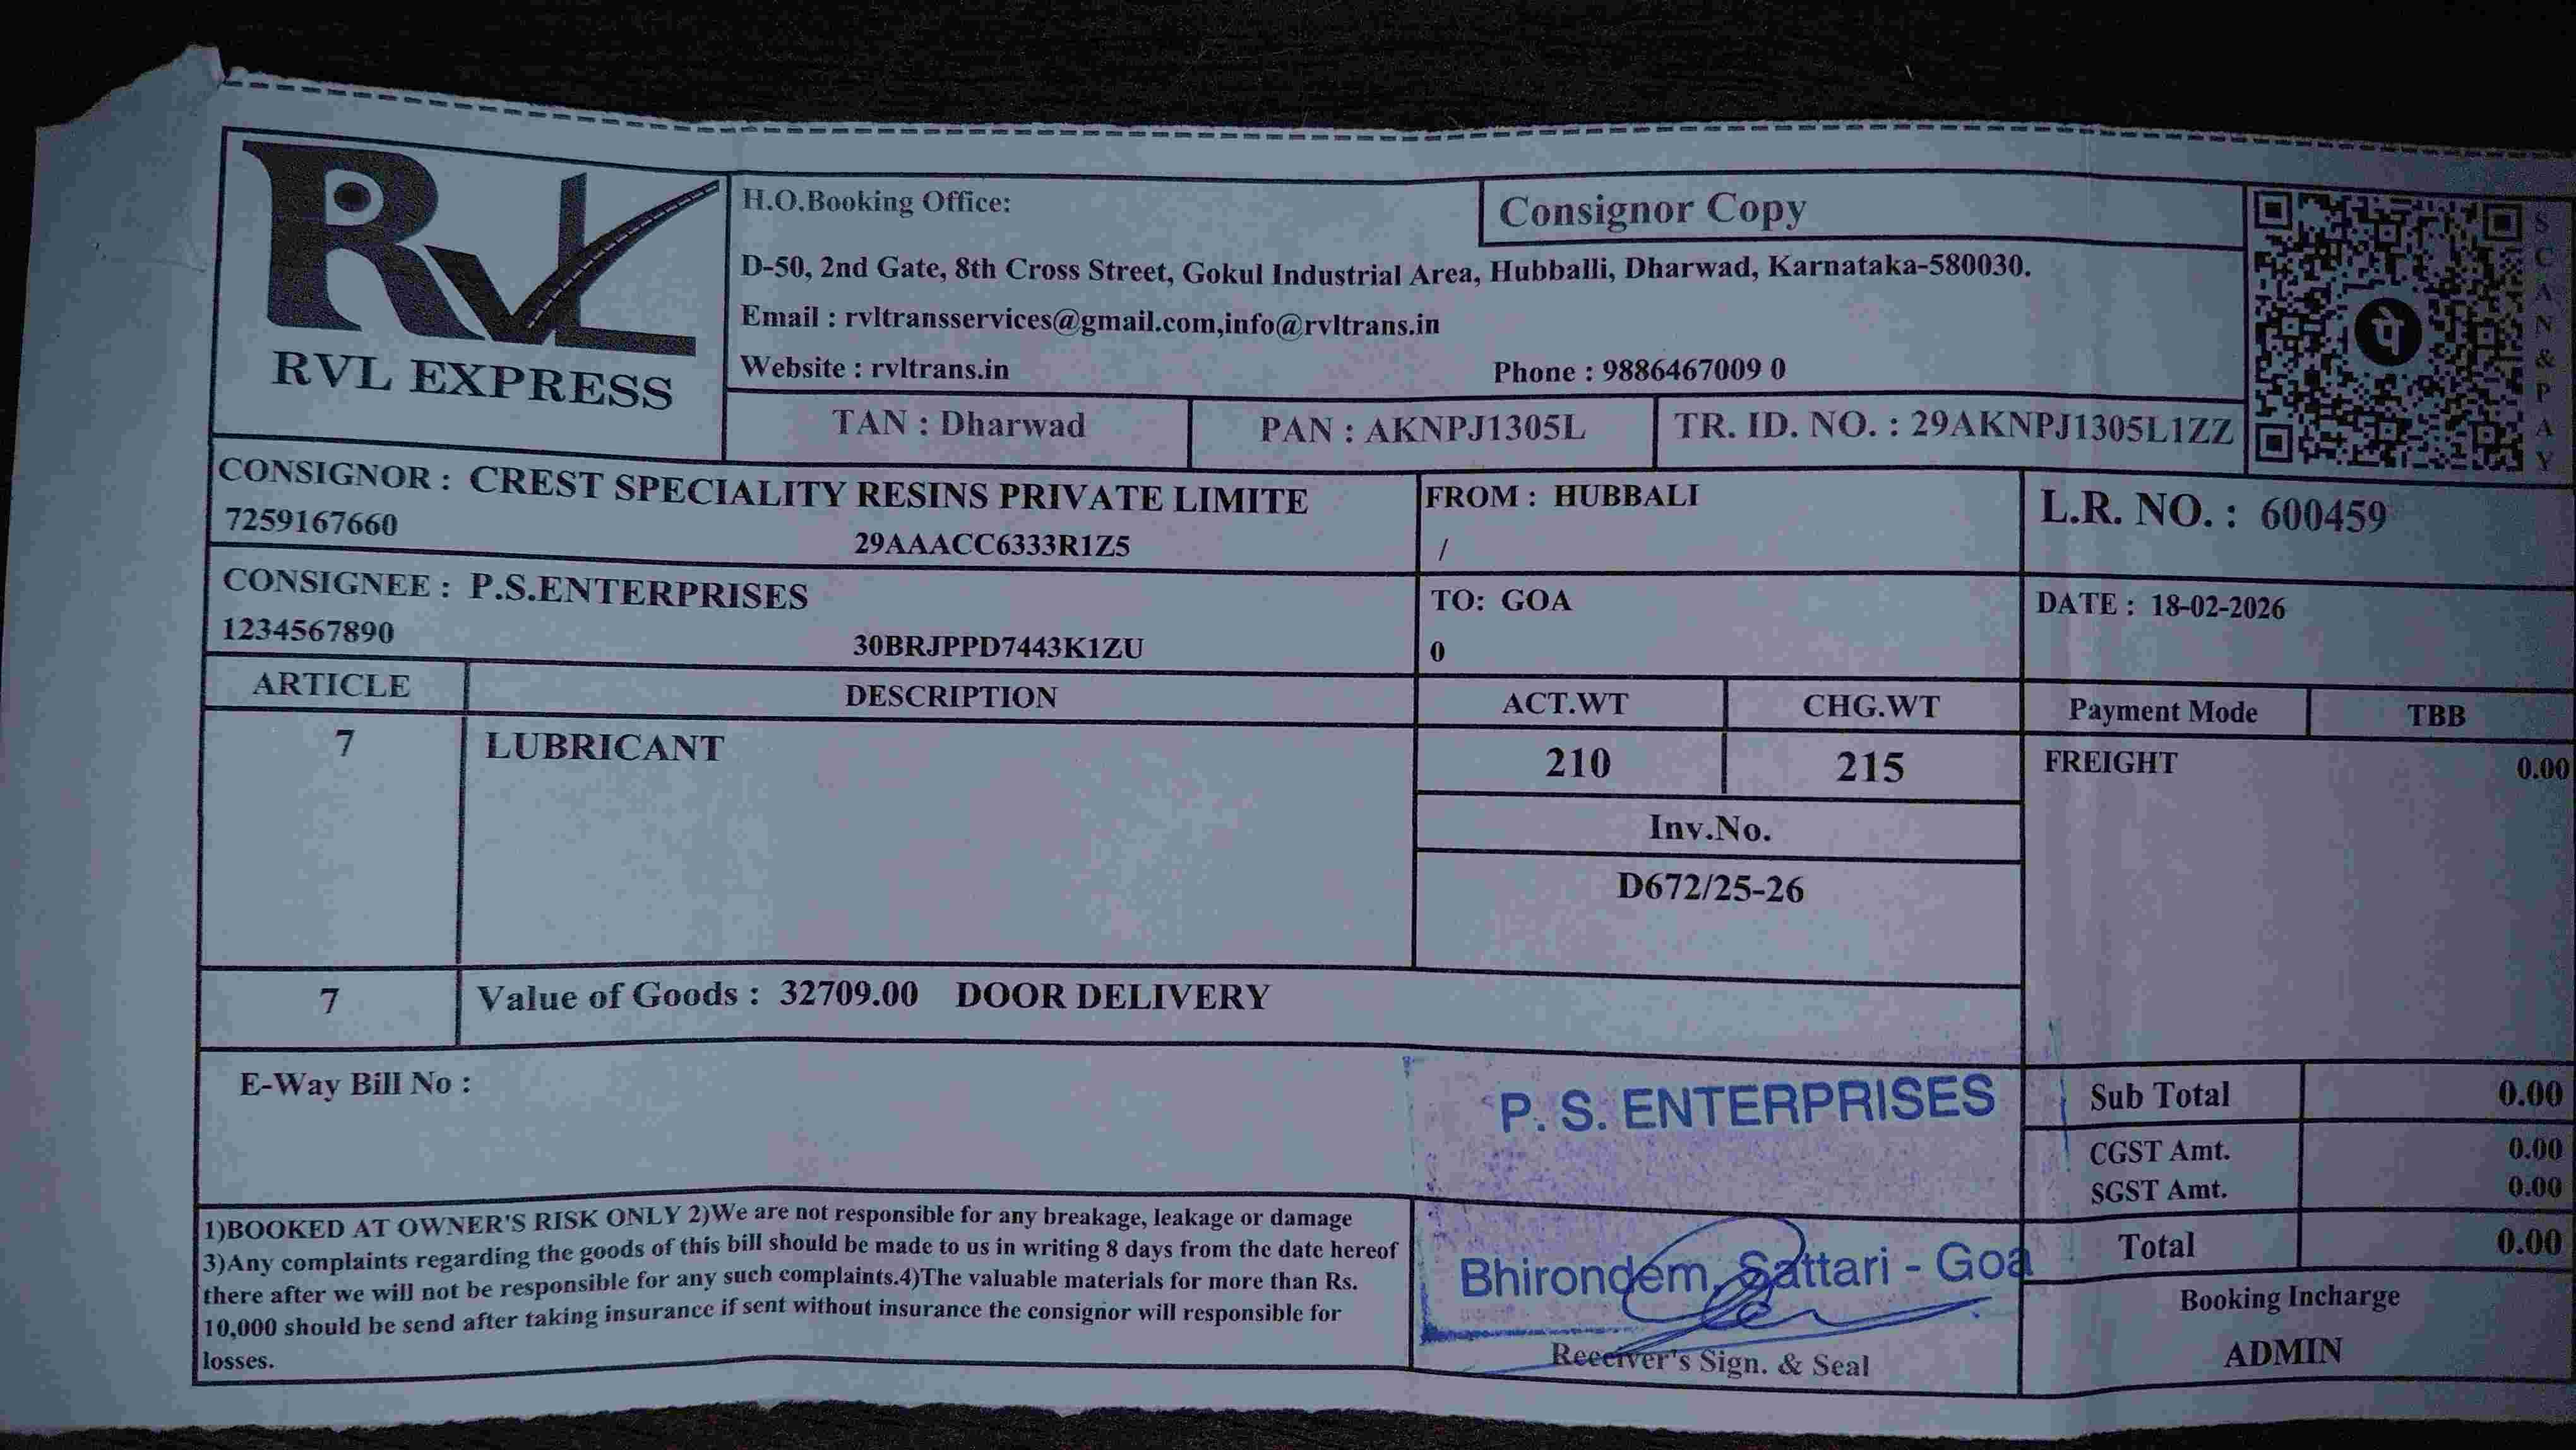 RVL
RVL EXPRESS
H.O.Booking Office:
Consignor Copy
D-50, 2nd Gate, 8th Cross Street, Gokul Industrial Area, Hubballi, Dharwad, Karnataka-580030.
Email : rvltransservices@gmail.com,info@rvltrans.in
Website : rvltrans.in
Phone : 9886467009 0
TAN : Dharwad
PAN : AKNPJ1305L
TR. ID. NO. : 29AKNPJ1305L1ZZ
पे
SCAN & PAY
CONSIGNOR : CREST SPECIALITY RESINS PRIVATE LIMITE
7259167660
29AAACC6333R1Z5
FROM : HUBBALI
/
L.R. NO. : 600459
CONSIGNEE : P.S.ENTERPRISES
1234567890
30BRJPPD7443K1ZU
TO: GOA
0
DATE : 18-02-2026
ARTICLE
DESCRIPTION
ACT.WT
CHG.WT
Payment Mode
TBB
7
LUBRICANT
210
215
FREIGHT
0.00
Inv.No.
D672/25-26
7
Value of Goods : 32709.00 DOOR DELIVERY
E-Way Bill No :
P. S. ENTERPRISES
Bhirondem, Sattari - Goa
Receiver's Sign. & Seal
Sub Total
0.00
CGST Amt.
0.00
SGST Amt.
0.00
Total
0.00
Booking Incharge
ADMIN
1)BOOKED AT OWNER'S RISK ONLY 2)We are not responsible for any breakage, leakage or damage
3)Any complaints regarding the goods of this bill should be made to us in writing 8 days from the date hereof
there after we will not be responsible for any such complaints.4)The valuable materials for more than Rs.
10,000 should be send after taking insurance if sent without insurance the consignor will responsible for
losses.